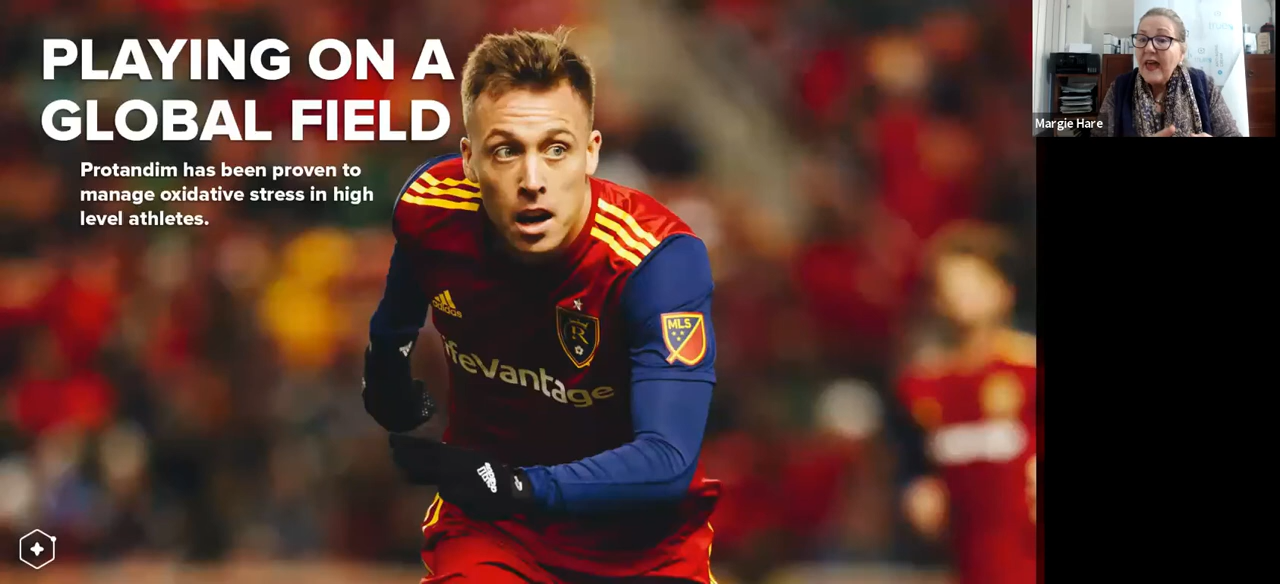 PLAYING ON A
GLOBAL FIELD
Protandim has been proven to
manage oxidative stress in high
level athletes.
Margie Hare
adidas
MLS
ifeVantage